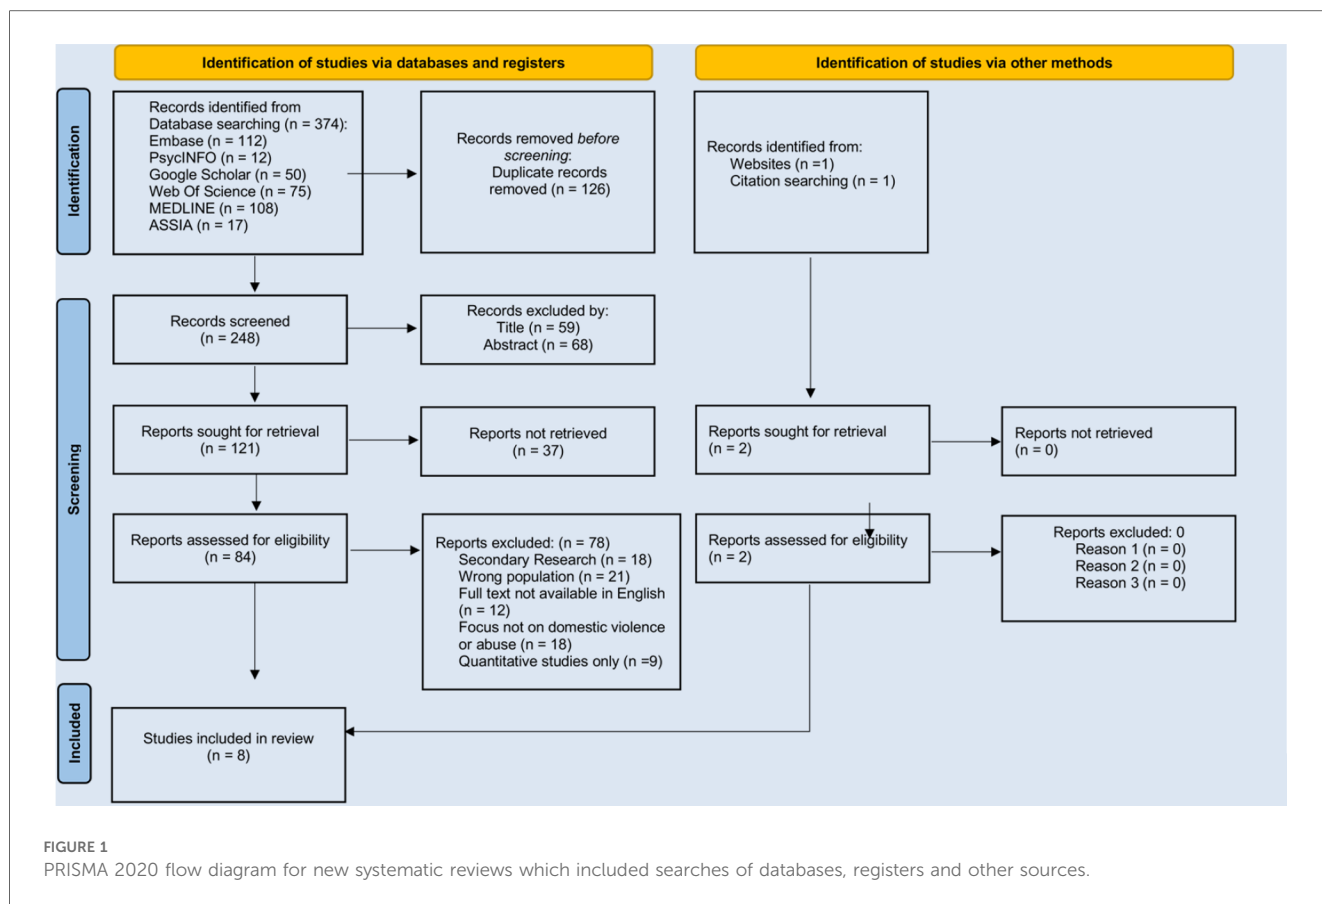 Identification of studies via databases and registers
Identification of studies via other methods
Identification
Records identified from
Database searching (n = 374):
Embase (n = 112)
PsycINFO (n = 12)
Google Scholar (n = 50)
Web Of Science (n = 75)
MEDLINE (n = 108)
ASSIA (n = 17)
Records removed before
screening:
Duplicate records
removed (n = 126)
Records identified from:
Websites (n =1)
Citation searching (n = 1)
Screening
Records screened
(n = 248)
Records excluded by:
Title (n = 59)
Abstract (n = 68)
Reports sought for retrieval
(n = 121)
Reports not retrieved
(n = 37)
Reports sought for retrieval
(n = 2)
Reports not retrieved
(n = 0)
Reports assessed for eligibility
(n = 84)
Reports excluded: (n = 78)
Secondary Research (n = 18)
Wrong population (n = 21)
Full text not available in English
(n = 12)
Focus not on domestic violence
or abuse (n = 18)
Quantitative studies only (n =9)
Reports assessed for eligibility
(n = 2)
Reports excluded: 0
Reason 1 (n = 0)
Reason 2 (n = 0)
Reason 3 (n = 0)
Included
Studies included in review
(n = 8)
FIGURE 1
PRISMA 2020 flow diagram for new systematic reviews which included searches of databases, registers and other sources.